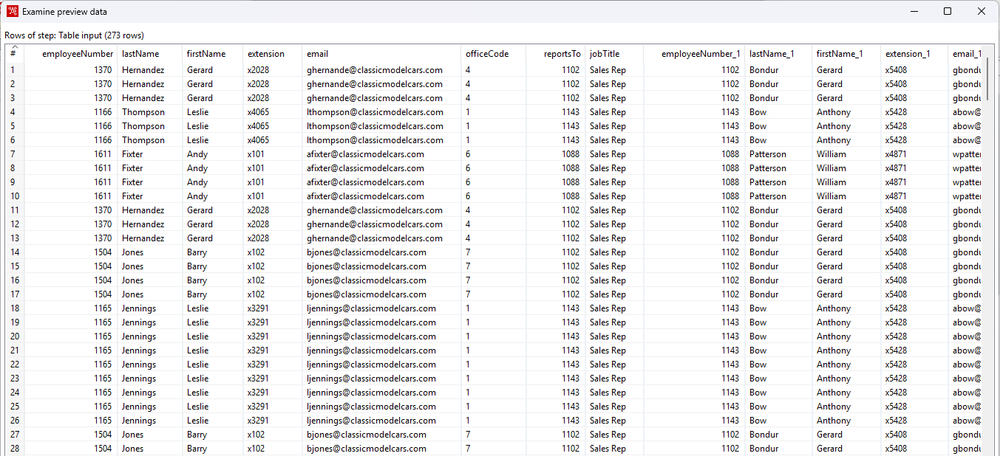 Examine preview data
Rows of step: Table input (273 rows)
# employeeNumber lastName firstName extension email officeCode reportsTo jobTitle employeeNumber_1 lastName_1 firstName_1 extension_1 email_1
1 1370 Hernandez Gerard x2028 ghernande@classicmodelcars.com 4 1102 Sales Rep 1102 Bondur Gerard x5408 gbondu
2 1370 Hernandez Gerard x2028 ghernande@classicmodelcars.com 4 1102 Sales Rep 1102 Bondur Gerard x5408 gbondu
3 1370 Hernandez Gerard x2028 ghernande@classicmodelcars.com 4 1102 Sales Rep 1102 Bondur Gerard x5408 gbondu
4 1166 Thompson Leslie x4065 lthompson@classicmodelcars.com 1 1143 Sales Rep 1143 Bow Anthony x5428 abow@
5 1166 Thompson Leslie x4065 lthompson@classicmodelcars.com 1 1143 Sales Rep 1143 Bow Anthony x5428 abow@
6 1166 Thompson Leslie x4065 lthompson@classicmodelcars.com 1 1143 Sales Rep 1143 Bow Anthony x5428 abow@
7 1611 Fixter Andy x101 afixter@classicmodelcars.com 6 1088 Sales Rep 1088 Patterson William x4871 wpatter
8 1611 Fixter Andy x101 afixter@classicmodelcars.com 6 1088 Sales Rep 1088 Patterson William x4871 wpatter
9 1611 Fixter Andy x101 afixter@classicmodelcars.com 6 1088 Sales Rep 1088 Patterson William x4871 wpatter
10 1611 Fixter Andy x101 afixter@classicmodelcars.com 6 1088 Sales Rep 1088 Patterson William x4871 wpatter
11 1370 Hernandez Gerard x2028 ghernande@classicmodelcars.com 4 1102 Sales Rep 1102 Bondur Gerard x5408 gbondu
12 1370 Hernandez Gerard x2028 ghernande@classicmodelcars.com 4 1102 Sales Rep 1102 Bondur Gerard x5408 gbondu
13 1370 Hernandez Gerard x2028 ghernande@classicmodelcars.com 4 1102 Sales Rep 1102 Bondur Gerard x5408 gbondu
14 1504 Jones Barry x102 bjones@classicmodelcars.com 7 1102 Sales Rep 1102 Bondur Gerard x5408 gbondu
15 1504 Jones Barry x102 bjones@classicmodelcars.com 7 1102 Sales Rep 1102 Bondur Gerard x5408 gbondu
16 1504 Jones Barry x102 bjones@classicmodelcars.com 7 1102 Sales Rep 1102 Bondur Gerard x5408 gbondu
17 1504 Jones Barry x102 bjones@classicmodelcars.com 7 1102 Sales Rep 1102 Bondur Gerard x5408 gbondu
18 1165 Jennings Leslie x3291 ljennings@classicmodelcars.com 1 1143 Sales Rep 1143 Bow Anthony x5428 abow@
19 1165 Jennings Leslie x3291 ljennings@classicmodelcars.com 1 1143 Sales Rep 1143 Bow Anthony x5428 abow@
20 1165 Jennings Leslie x3291 ljennings@classicmodelcars.com 1 1143 Sales Rep 1143 Bow Anthony x5428 abow@
21 1165 Jennings Leslie x3291 ljennings@classicmodelcars.com 1 1143 Sales Rep 1143 Bow Anthony x5428 abow@
22 1165 Jennings Leslie x3291 ljennings@classicmodelcars.com 1 1143 Sales Rep 1143 Bow Anthony x5428 abow@
23 1165 Jennings Leslie x3291 ljennings@classicmodelcars.com 1 1143 Sales Rep 1143 Bow Anthony x5428 abow@
24 1165 Jennings Leslie x3291 ljennings@classicmodelcars.com 1 1143 Sales Rep 1143 Bow Anthony x5428 abow@
25 1165 Jennings Leslie x3291 ljennings@classicmodelcars.com 1 1143 Sales Rep 1143 Bow Anthony x5428 abow@
26 1165 Jennings Leslie x3291 ljennings@classicmodelcars.com 1 1143 Sales Rep 1143 Bow Anthony x5428 abow@
27 1504 Jones Barry x102 bjones@classicmodelcars.com 7 1102 Sales Rep 1102 Bondur Gerard x5408 gbondu
28 1504 Jones Barry x102 bjones@classicmodelcars.com 7 1102 Sales Rep 1102 Bondur Gerard x5408 gbondu